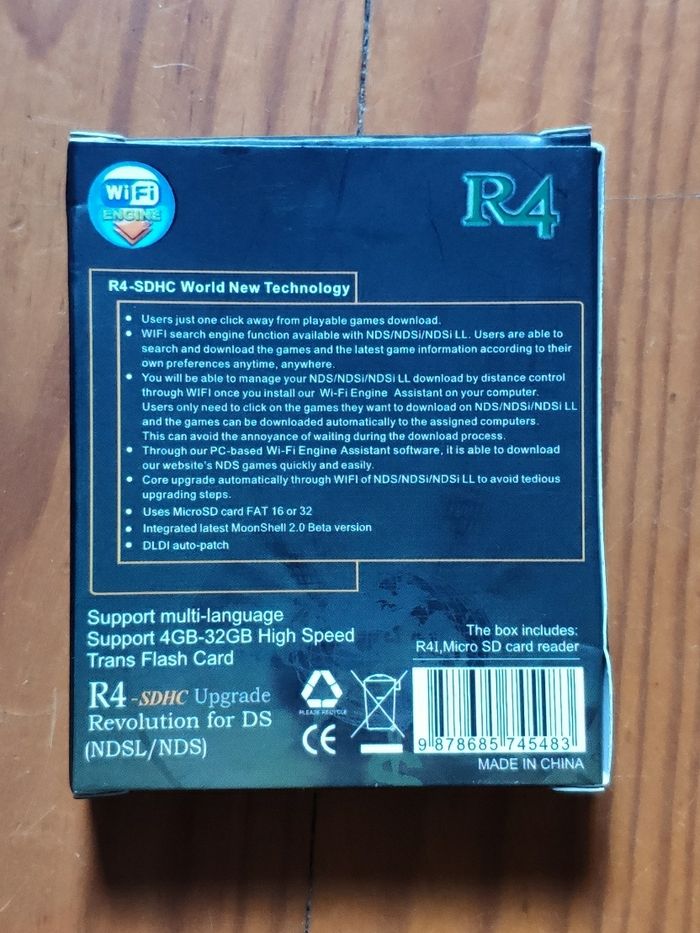 WiFi
ENGINE
R4
R4-SDHC World New Technology
Users just one click away from playable games download.
WIFI search engine function available with NDS/NDSi/NDSi LL. Users are able to
search and download the games and the latest game information according to their
own preferences anytime, anywhere.
You will be able to manage your NDS/NDSi/NDSi LL download by distance control
through WIFI once you install our Wi-Fi Engine Assistant on your computer.
Users only need to click on the games they want to download on NDS/NDSi/NDSi LL
and the games can be downloaded automatically to the assigned computers.
This can avoid the annoyance of waiting during the download process.
Through our PC-based Wi-Fi Engine Assistant software, it is able to download
our website's NDS games quickly and easily.
Core upgrade automatically through WIFI of NDS/NDSi/NDSi LL to avoid tedious
upgrading steps.
Uses MicroSD card FAT 16 or 32
Integrated latest MoonShell 2.0 Beta version
DLDI auto-patch
Support multi-language
Support 4GB-32GB High Speed
Trans Flash Card
The box includes:
R4I,Micro SD card reader
R4-SDHC Upgrade
Revolution for DS
(NDSL/NDS)
PLEASE RECYCLE
CE
9 878685 745483
MADE IN CHINA